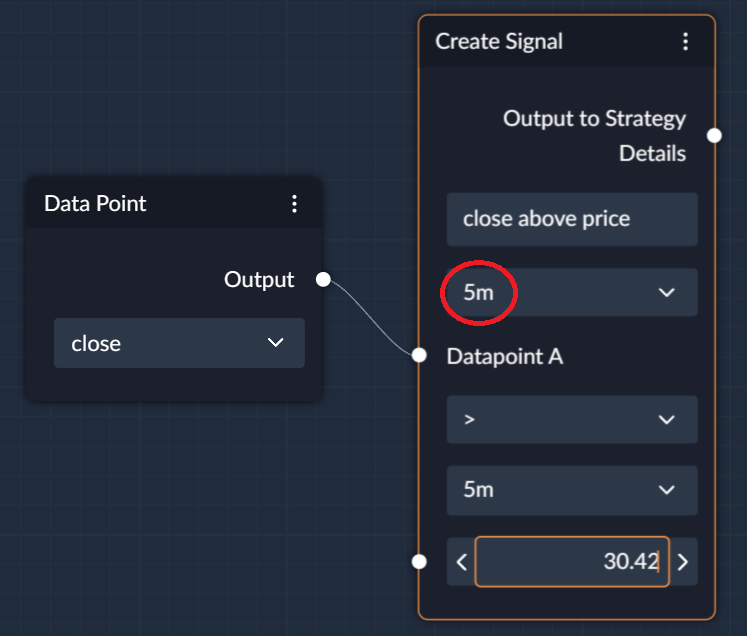 Data Point
Output
close
Create Signal
Output to Strategy
Details
close above price
5m
Datapoint A
>
5m
30.42